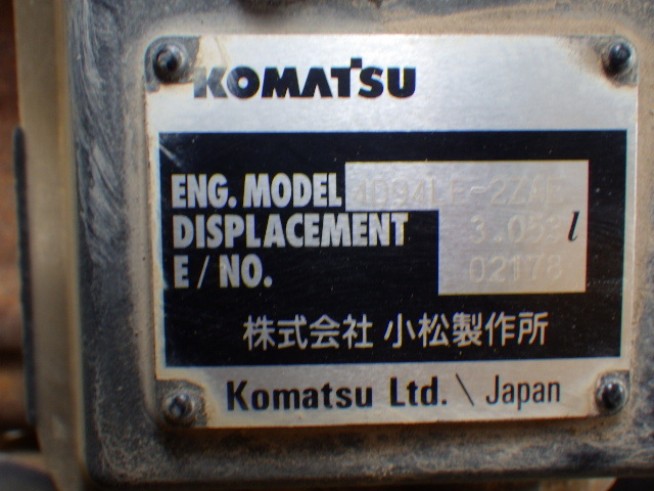 KOMATSU
ENG. MODEL
DISPLACEMENT 3.053 l
E / NO. 02178
株式会社 小松製作所
Komatsu Ltd. \ Japan